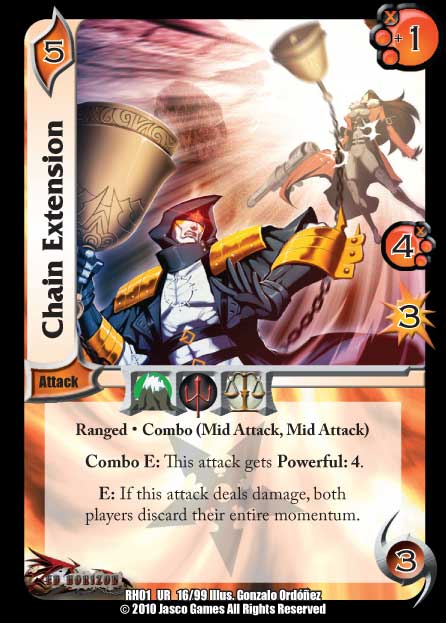 5
+1
Chain Extension
4
3
Attack
Ranged • Combo (Mid Attack, Mid Attack)
Combo E: This attack gets Powerful: 4.
E: If this attack deals damage, both
players discard their entire momentum.
3
RED HORIZON
RH01 UR 16/99 Illus. Gonzalo Ordóñez
© 2010 Jasco Games All Rights Reserved